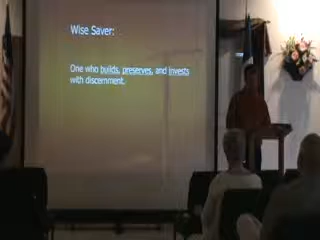 Wise Saver:
One who builds, preserves, and invests
with discernment.